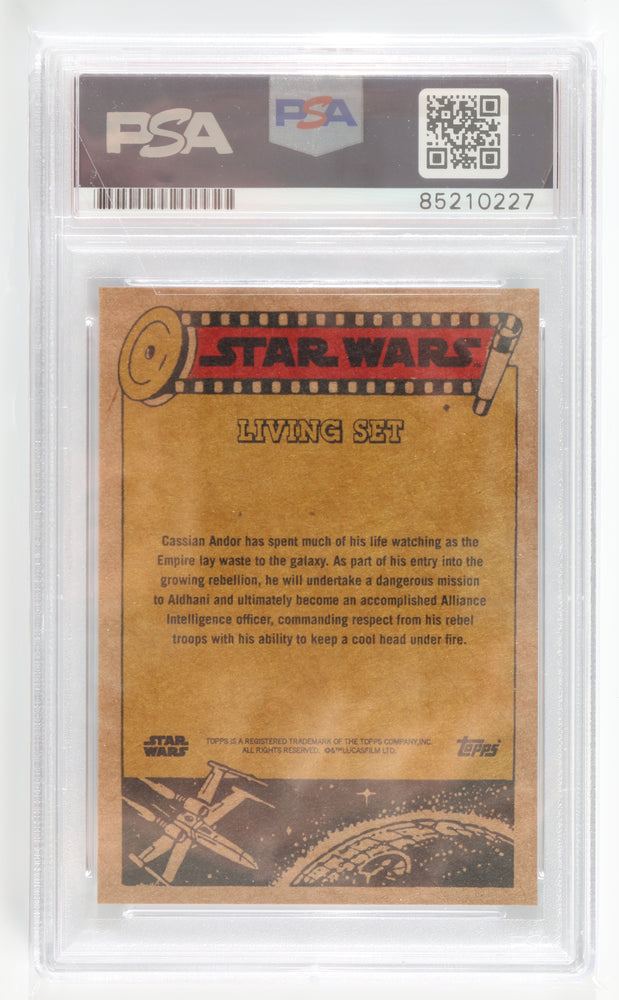 PSA
PSA
85210227
STAR WARS
LIVING SET
Cassian Andor has spent much of his life watching as the
Empire lay waste to the galaxy. As part of his entry into the
growing rebellion, he will undertake a dangerous mission
to Aldhani and ultimately become an accomplished Alliance
Intelligence officer, commanding respect from his rebel
troops with his ability to keep a cool head under fire.
STAR
WARS
TOPPS IS A REGISTERED TRADEMARK OF THE TOPPS COMPANY, INC.
ALL RIGHTS RESERVED. ©&™ LUCASFILM LTD.
Topps